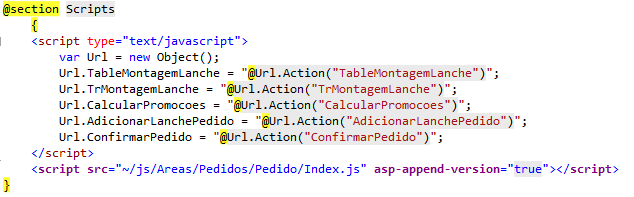 @section Scripts
{
<script type="text/javascript">
var Url = new Object();
Url.TableMontagemLanche = "@Url.Action("TableMontagemLanche")";
Url.TrMontagemLanche = "@Url.Action("TrMontagemLanche")";
Url.CalcularPromocoes = "@Url.Action("CalcularPromocoes")";
Url.AdicionarLanchePedido = "@Url.Action("AdicionarLanchePedido")";
Url.ConfirmarPedido = "@Url.Action("ConfirmarPedido")";
</script>
<script src="~/js/Areas/Pedidos/Pedido/Index.js" asp-append-version="true"></script>
}